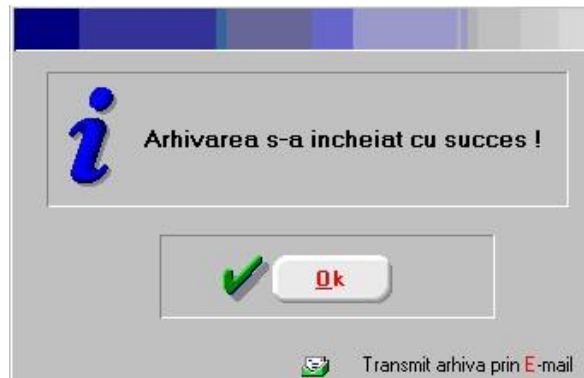 Arhivarea s-a incheiat cu succes !
Ok
Transmit arhiva prin E-mail